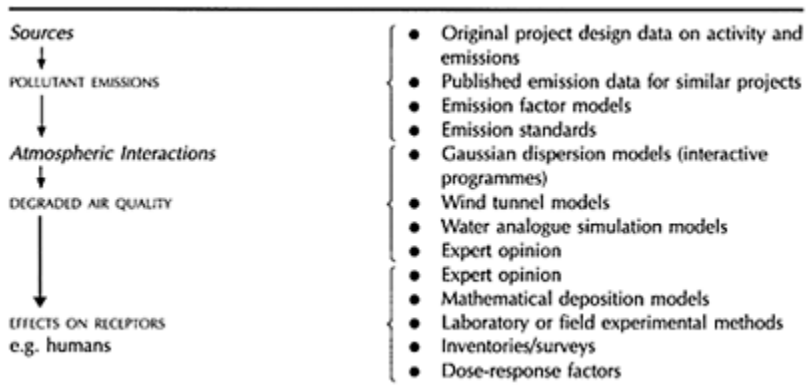 Sources
POLLUTANT EMISSIONS
Atmospheric Interactions
DEGRADED AIR QUALITY
EFFECTS ON RECEPTORS
e.g. humans
● Original project design data on activity and
emissions
● Published emission data for similar projects
● Emission factor models
● Emission standards
● Gaussian dispersion models (interactive
programmes)
● Wind tunnel models
● Water analogue simulation models
● Expert opinion
● Expert opinion
● Mathematical deposition models
● Laboratory or field experimental methods
● Inventories/surveys
● Dose-response factors